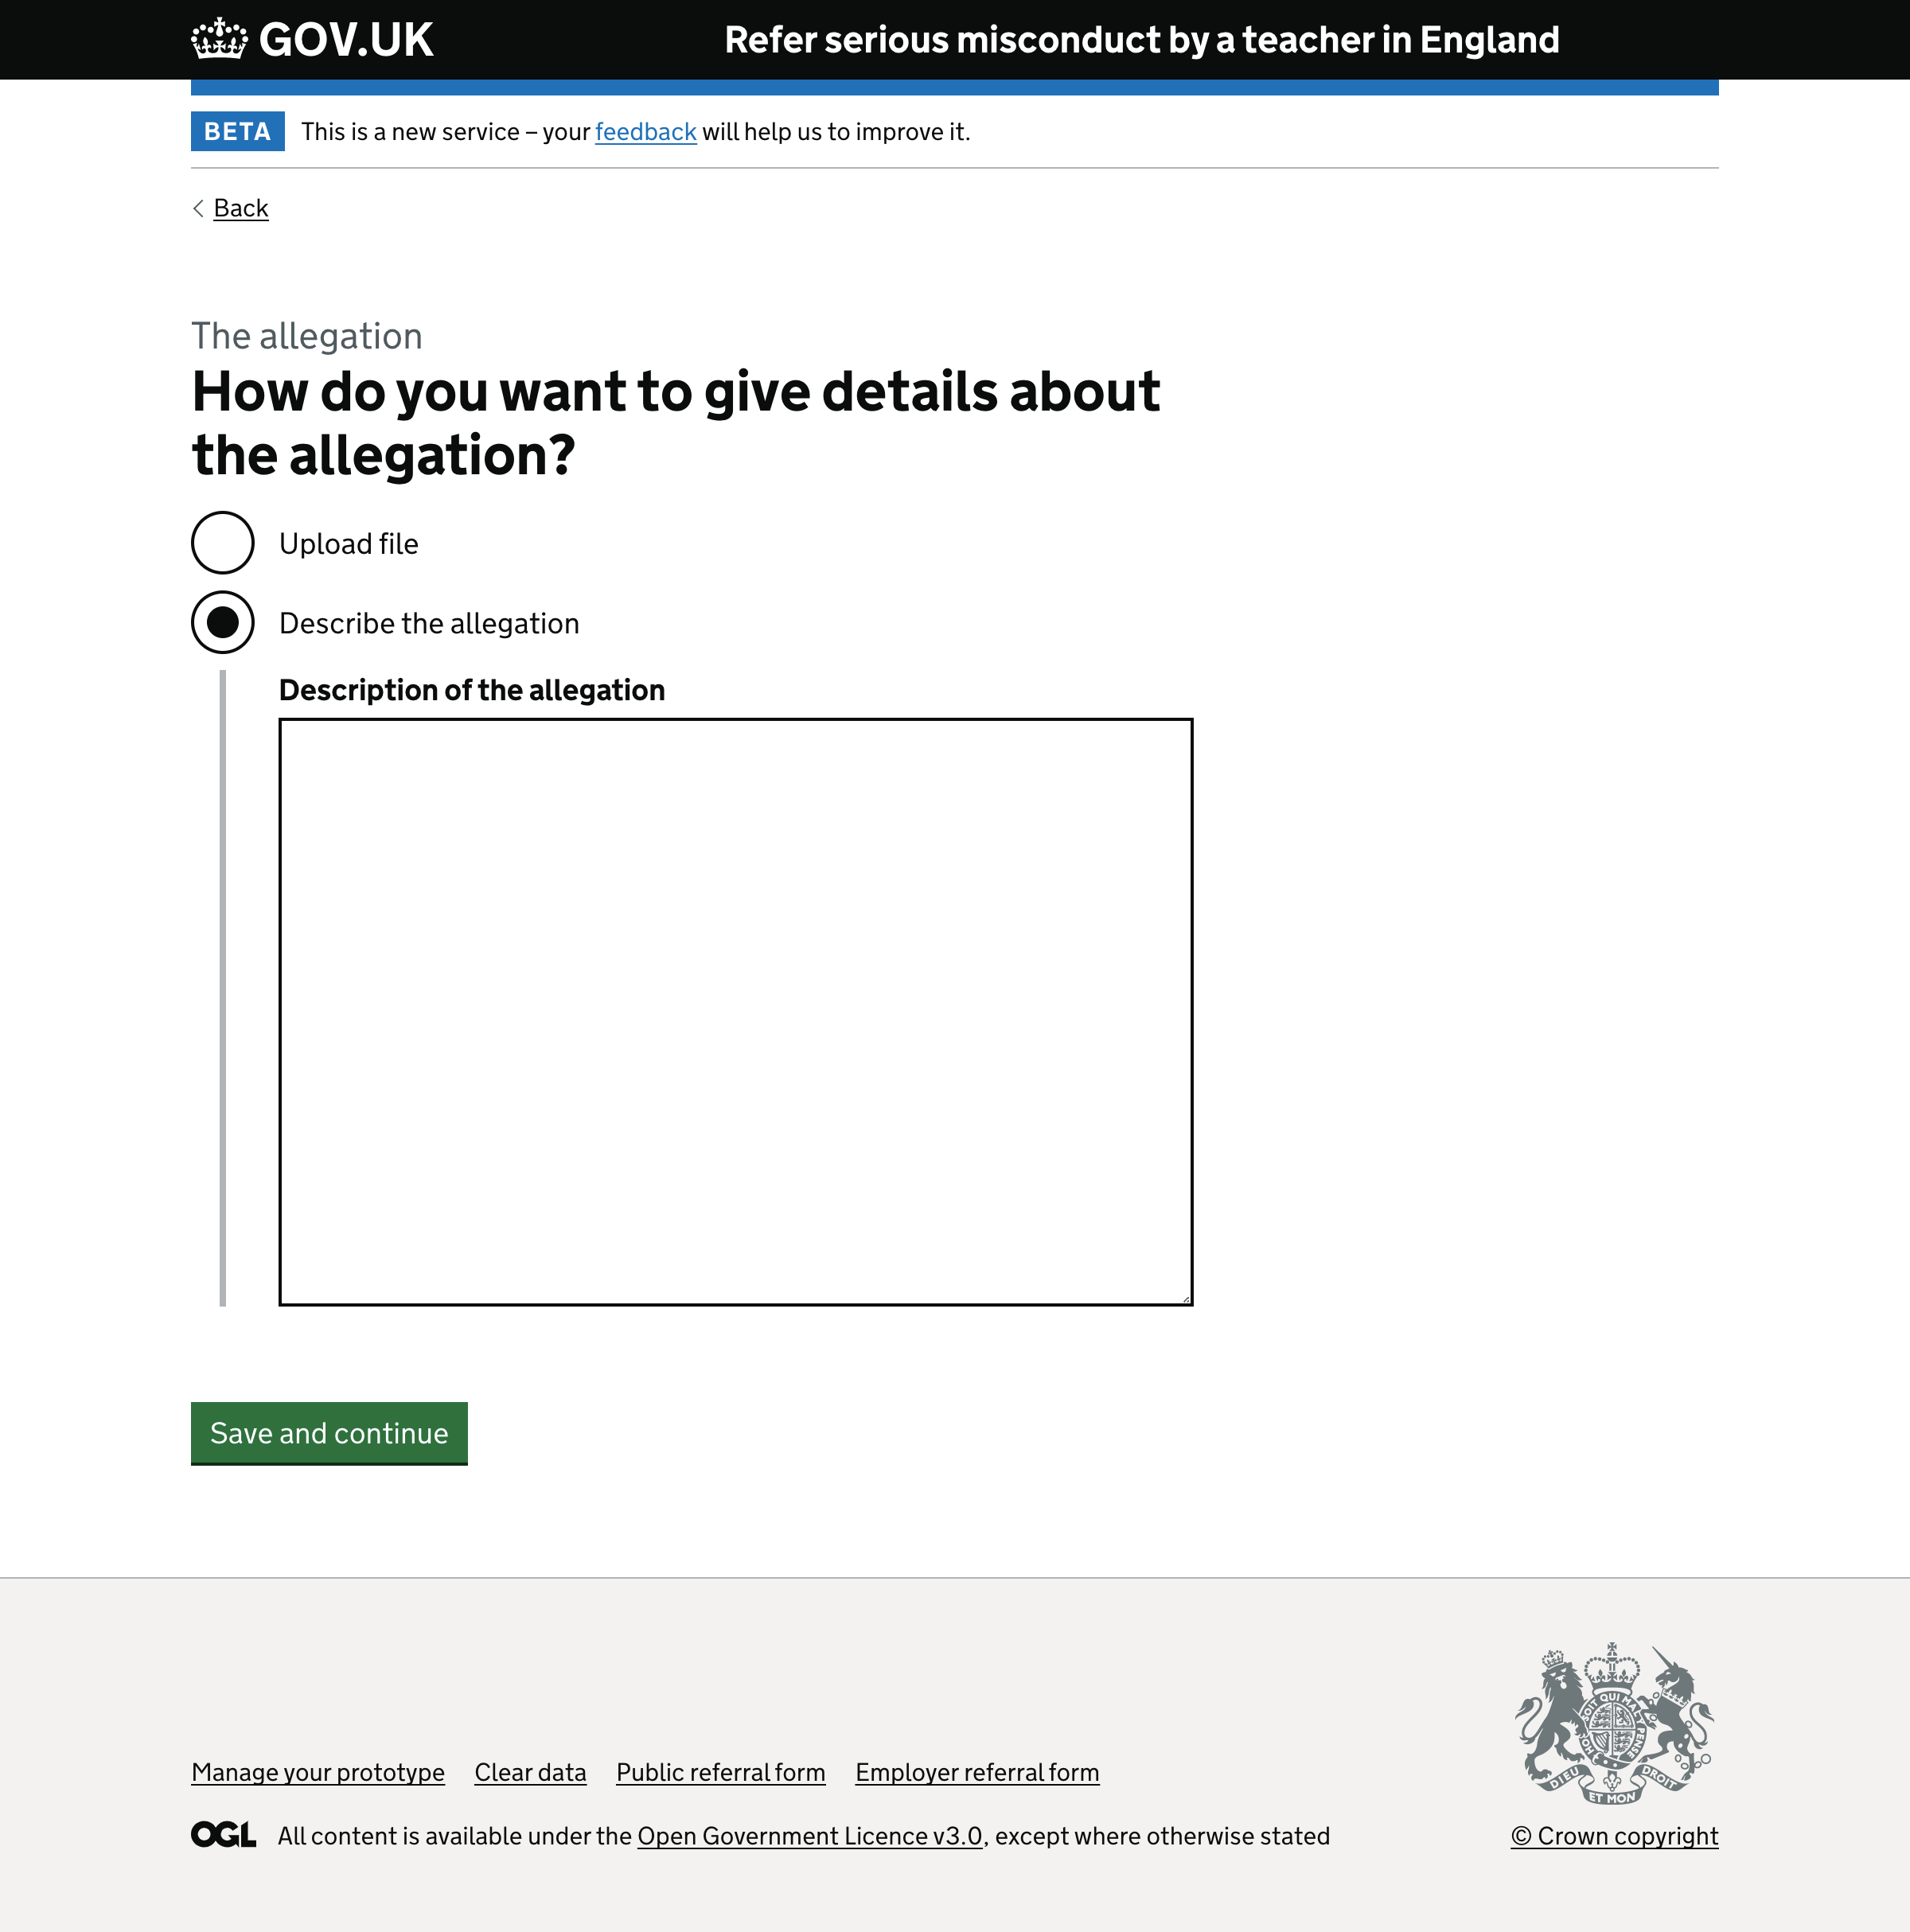 GOV.UK
Refer serious misconduct by a teacher in England
BETA
This is a new service – your feedback will help us to improve it.
Back
The allegation
How do you want to give details about
the allegation?
Upload file
Describe the allegation
Description of the allegation
Save and continue
Manage your prototype
Clear data
Public referral form
Employer referral form
DIEU ET MON DROIT
OGL
All content is available under the Open Government Licence v3.0, except where otherwise stated
© Crown copyright